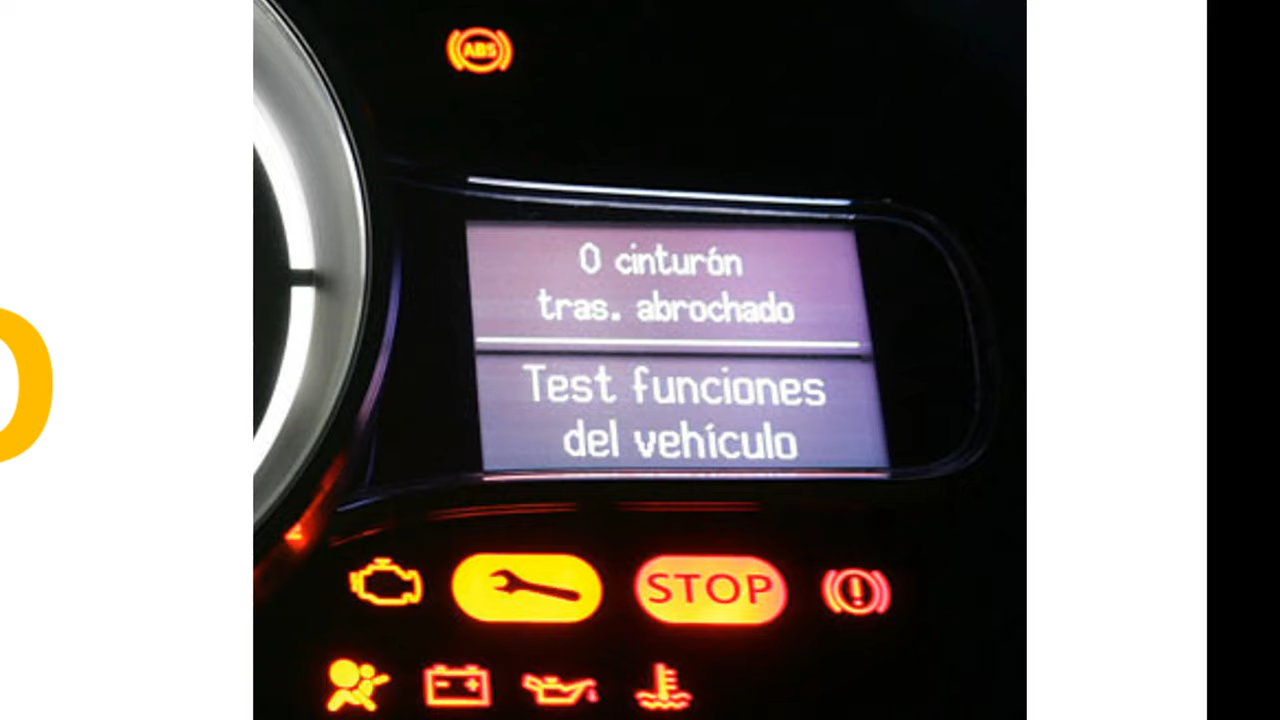 ABS
0 cinturón
tras. abrochado
Test funciones
del vehículo
STOP